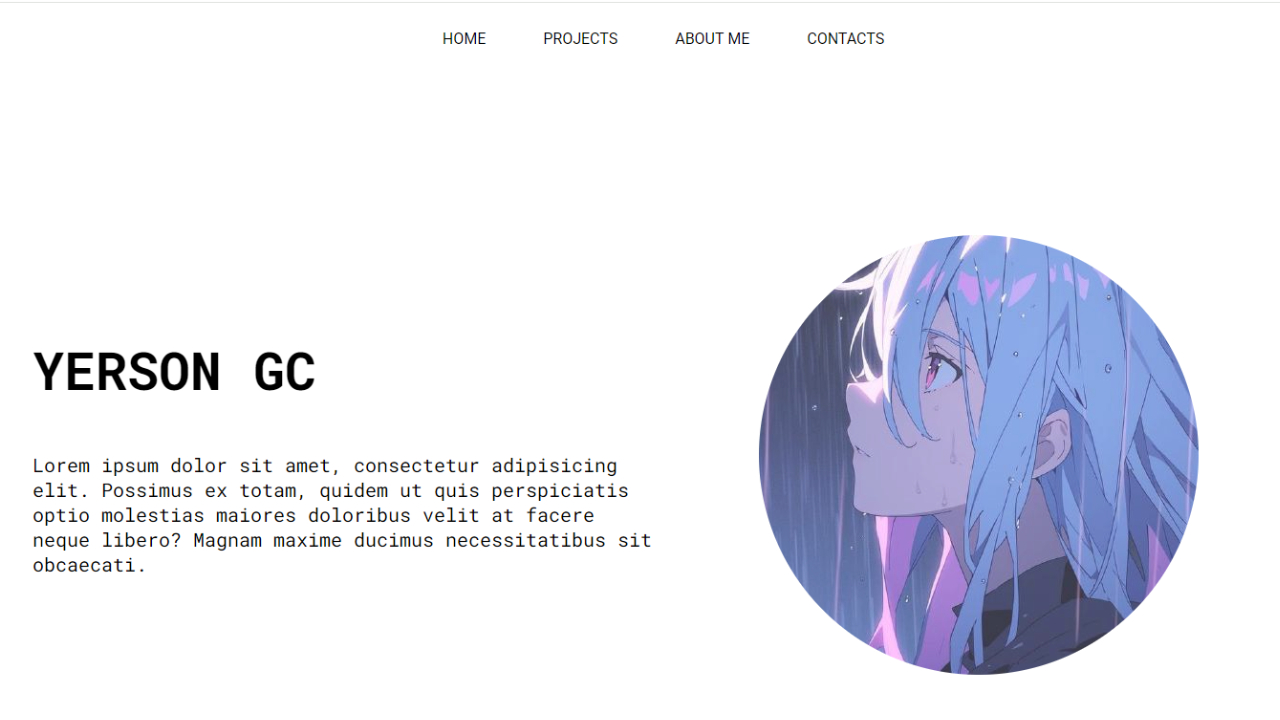 HOME PROJECTS ABOUT ME CONTACTS
YERSON GC
Lorem ipsum dolor sit amet, consectetur adipisicing
elit. Possimus ex totam, quidem ut quis perspiciatis
optio molestias maiores doloribus velit at facere
neque libero? Magnam maxime ducimus necessitatibus sit
obcaecati.